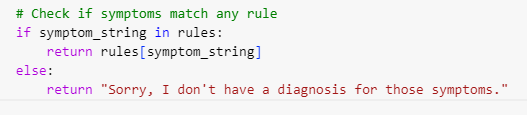 # Check if symptoms match any rule
if symptom_string in rules:
    return rules[symptom_string]
else:
    return "Sorry, I don't have a diagnosis for those symptoms."